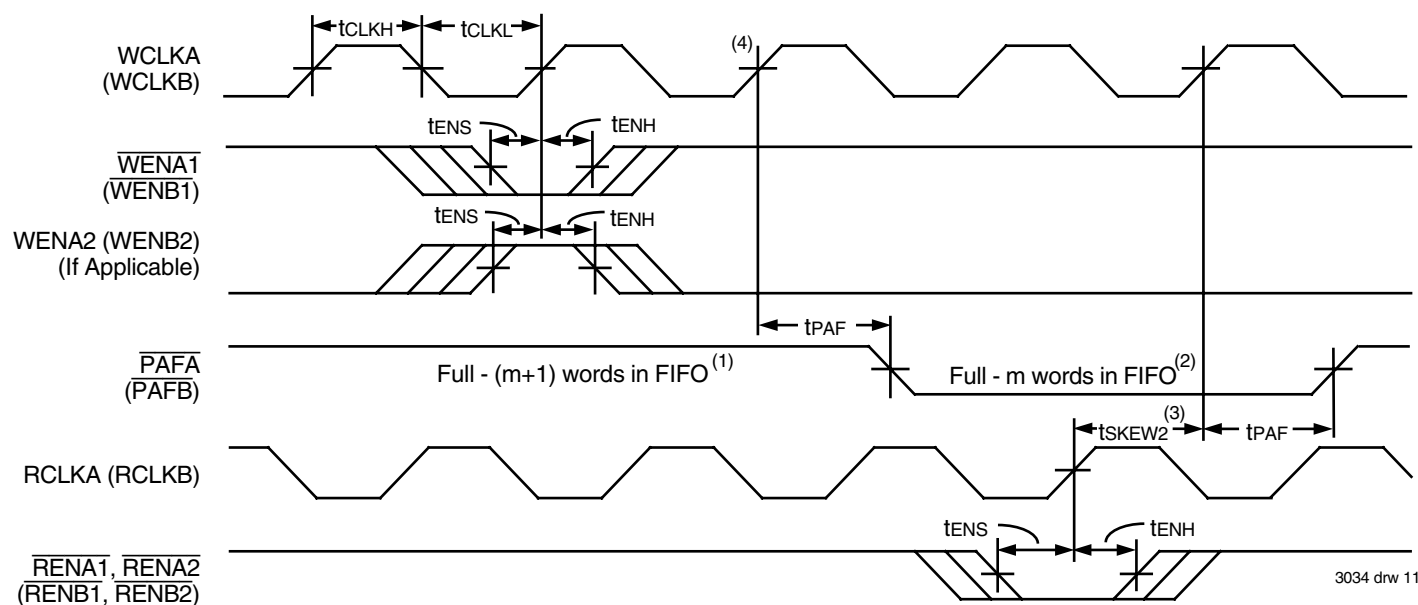 tCLKH tCLKL
WCLKA
(WCLKB)
(4)
tENS tENH
WENA1
(WENB1)
tENS tENH
WENA2 (WENB2)
(If Applicable)
tPAF
PAFA
(PAFB)
Full - (m+1) words in FIFO(1)
Full - m words in FIFO(2)
tSKEW2(3) tPAF
RCLKA (RCLKB)
tENS tENH
RENA1, RENA2
(RENB1, RENB2)
3034 drw 11